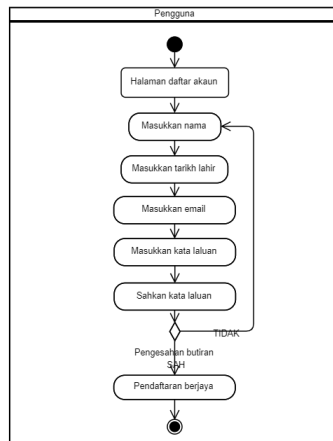 Pengguna
Halaman daftar akaun
Masukkan nama
Masukkan tarikh lahir
Masukkan email
Masukkan kata laluan
Sahkan kata laluan
TIDAK
Pengesahan butiran
SAH
Pendaftaran berjaya